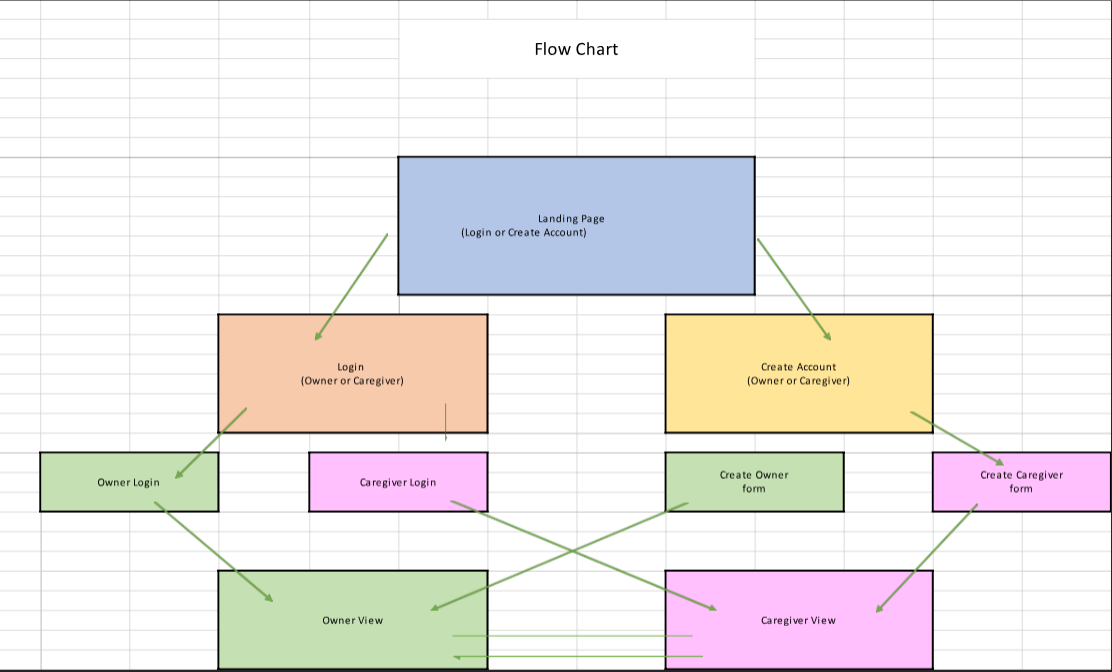 Flow Chart
Landing Page
(Login or Create Account)
Login
(Owner or Caregiver)
Create Account
(Owner or Caregiver)
Owner Login
Caregiver Login
Create Owner
form
Create Caregiver
form
Owner View
Caregiver View